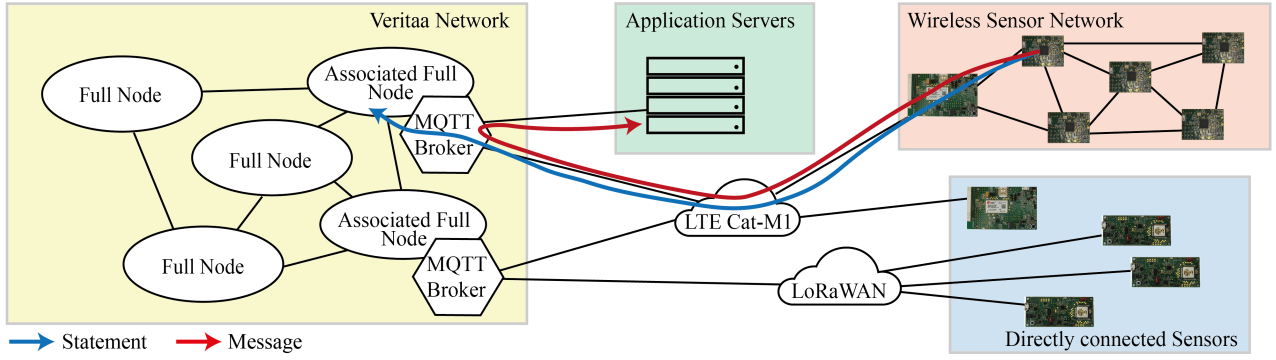 Veritaa Network
Application Servers
Wireless Sensor Network
Full Node
Associated Full
Node
MQTT
Broker
Full Node
Associated Full
Node
MQTT
Broker
Full Node
LTE Cat-M1
LoRaWAN
Directly connected Sensors
Statement
Message